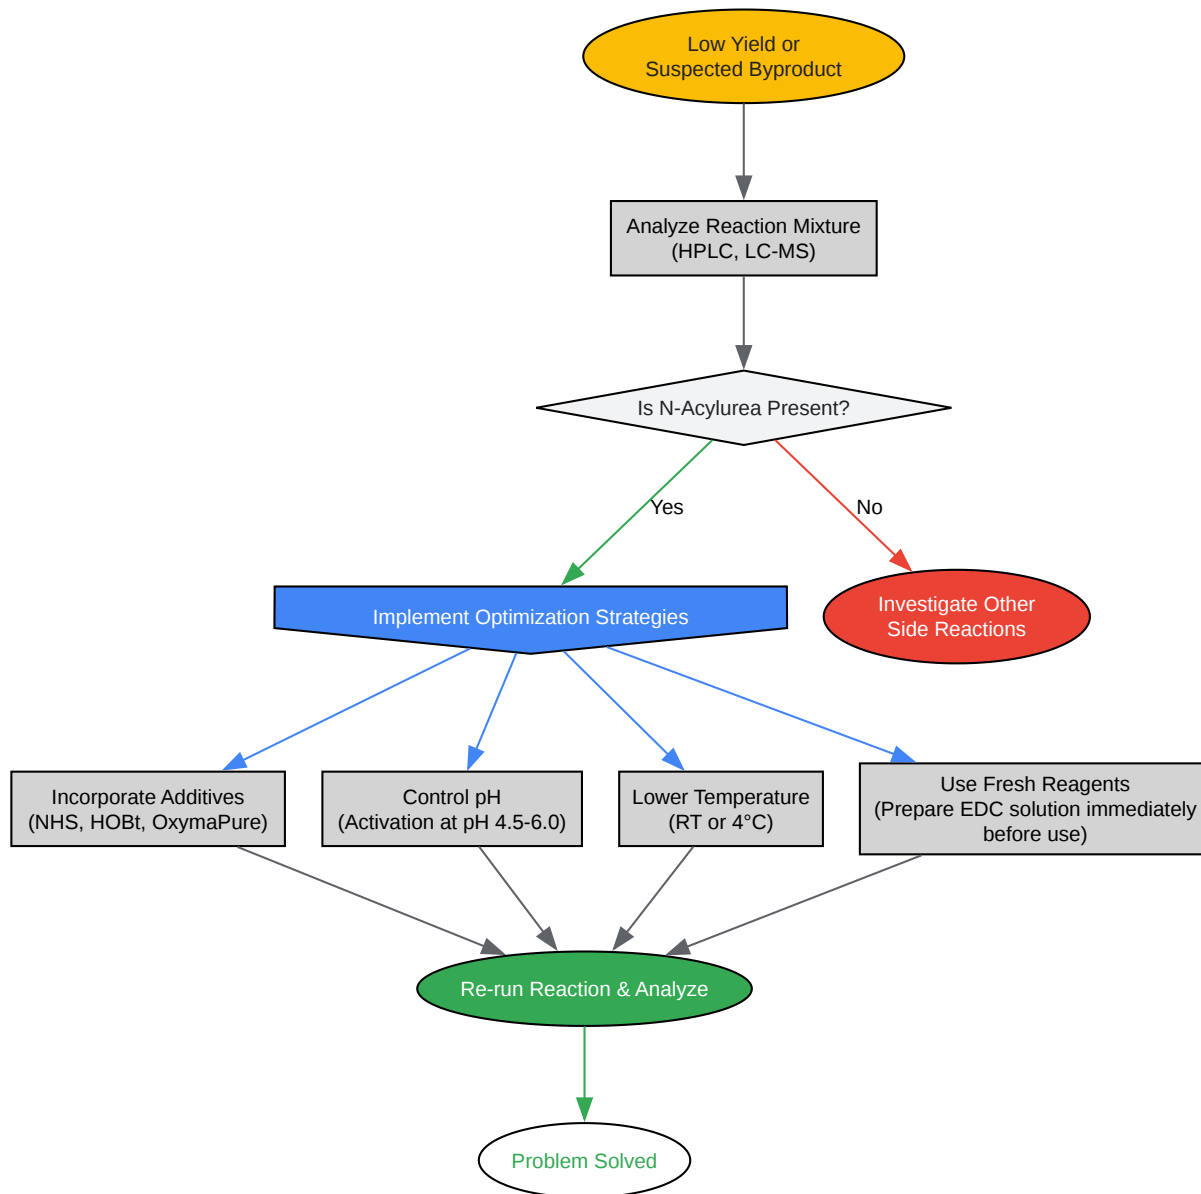 Low Yield or
Suspected Byproduct
Analyze Reaction Mixture
(HPLC, LC-MS)
Is N-Acylurea Present?
Yes
No
Implement Optimization Strategies
Investigate Other
Side Reactions
Incorporate Additives
(NHS, HOBt, OxymaPure)
Control pH
(Activation at pH 4.5-6.0)
Lower Temperature
(RT or 4°C)
Use Fresh Reagents
(Prepare EDC solution immediately
before use)
Re-run Reaction & Analyze
Problem Solved